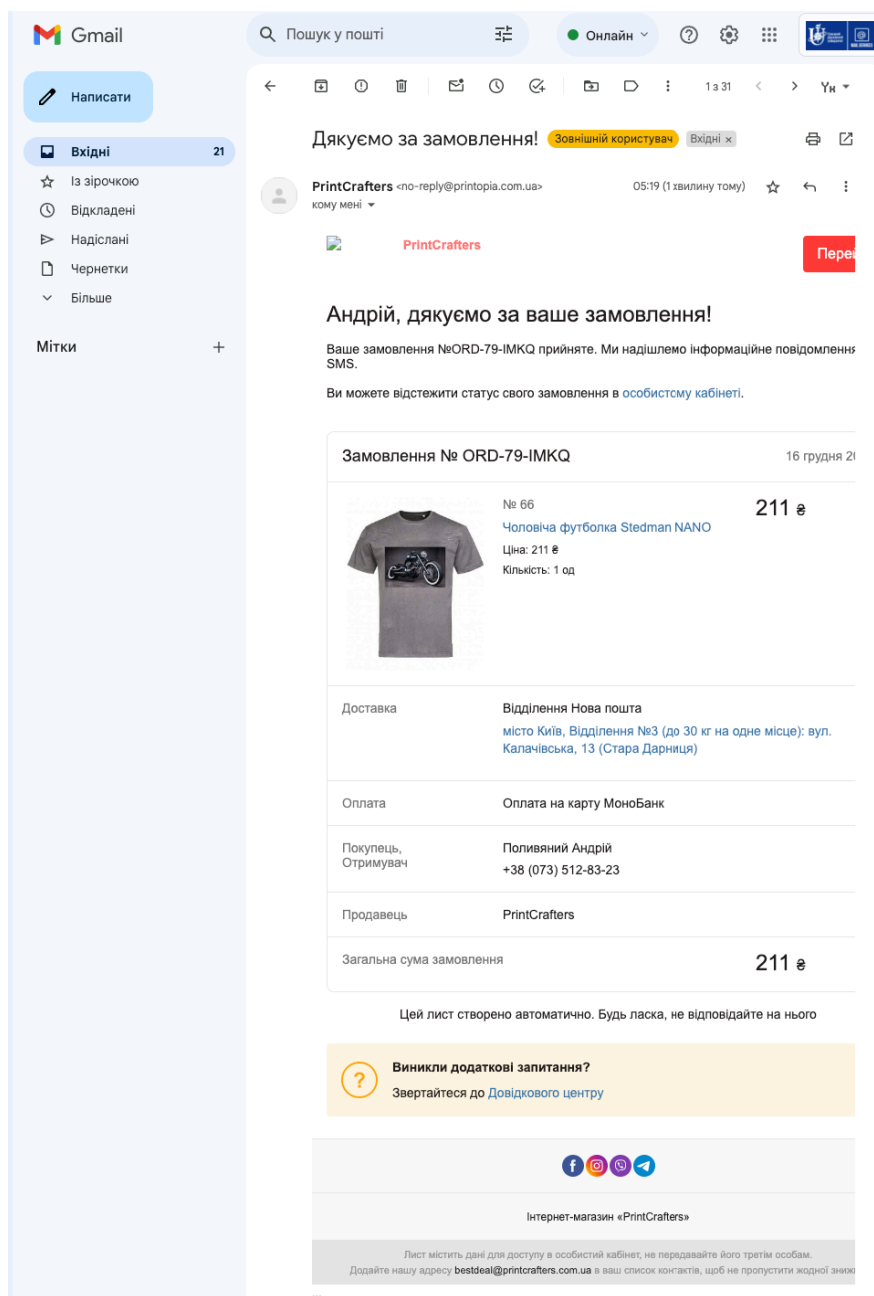 Gmail
Пошук у пошті
Онлайн
Написати
1 з 31
Ук
Вхідні 21
Із зірочкою
Відкладені
Надіслані
Чернетки
Більше
Мітки +
Дякуємо за замовлення! Зовнішній користувач Вхідні x
PrintCrafters <no-reply@printopia.com.ua> 05:19 (1 хвилину тому)
кому мені
PrintCrafters
Перей
Андрій, дякуємо за ваше замовлення!
Ваше замовлення №ORD-79-IMKQ прийняте. Ми надішлемо інформаційне повідомлення
SMS.
Ви можете відстежити статус свого замовлення в особистому кабінеті.
Замовлення № ORD-79-IMKQ 16 грудня 20
№ 66 211 ₴
Чоловіча футболка Stedman NANO
Ціна: 211 ₴
Кількість: 1 од
Доставка Відділення Нова пошта
місто Київ, Відділення №3 (до 30 кг на одне місце): вул.
Калачівська, 13 (Стара Дарниця)
Оплата Оплата на карту МоноБанк
Покупець, Поливяний Андрій
Отримувач +38 (073) 512-83-23
Продавець PrintCrafters
Загальна сума замовлення 211 ₴
Цей лист створено автоматично. Будь ласка, не відповідайте на нього
Виникли додаткові запитання?
Звертайтеся до Довідкового центру
Інтернет-магазин «PrintCrafters»
Лист містить дані для доступу в особистий кабінет, не передавайте його третім особам.
Додайте нашу адресу bestdeal@printcrafters.com.ua в ваш список контактів, щоб не пропустити жодної зниж